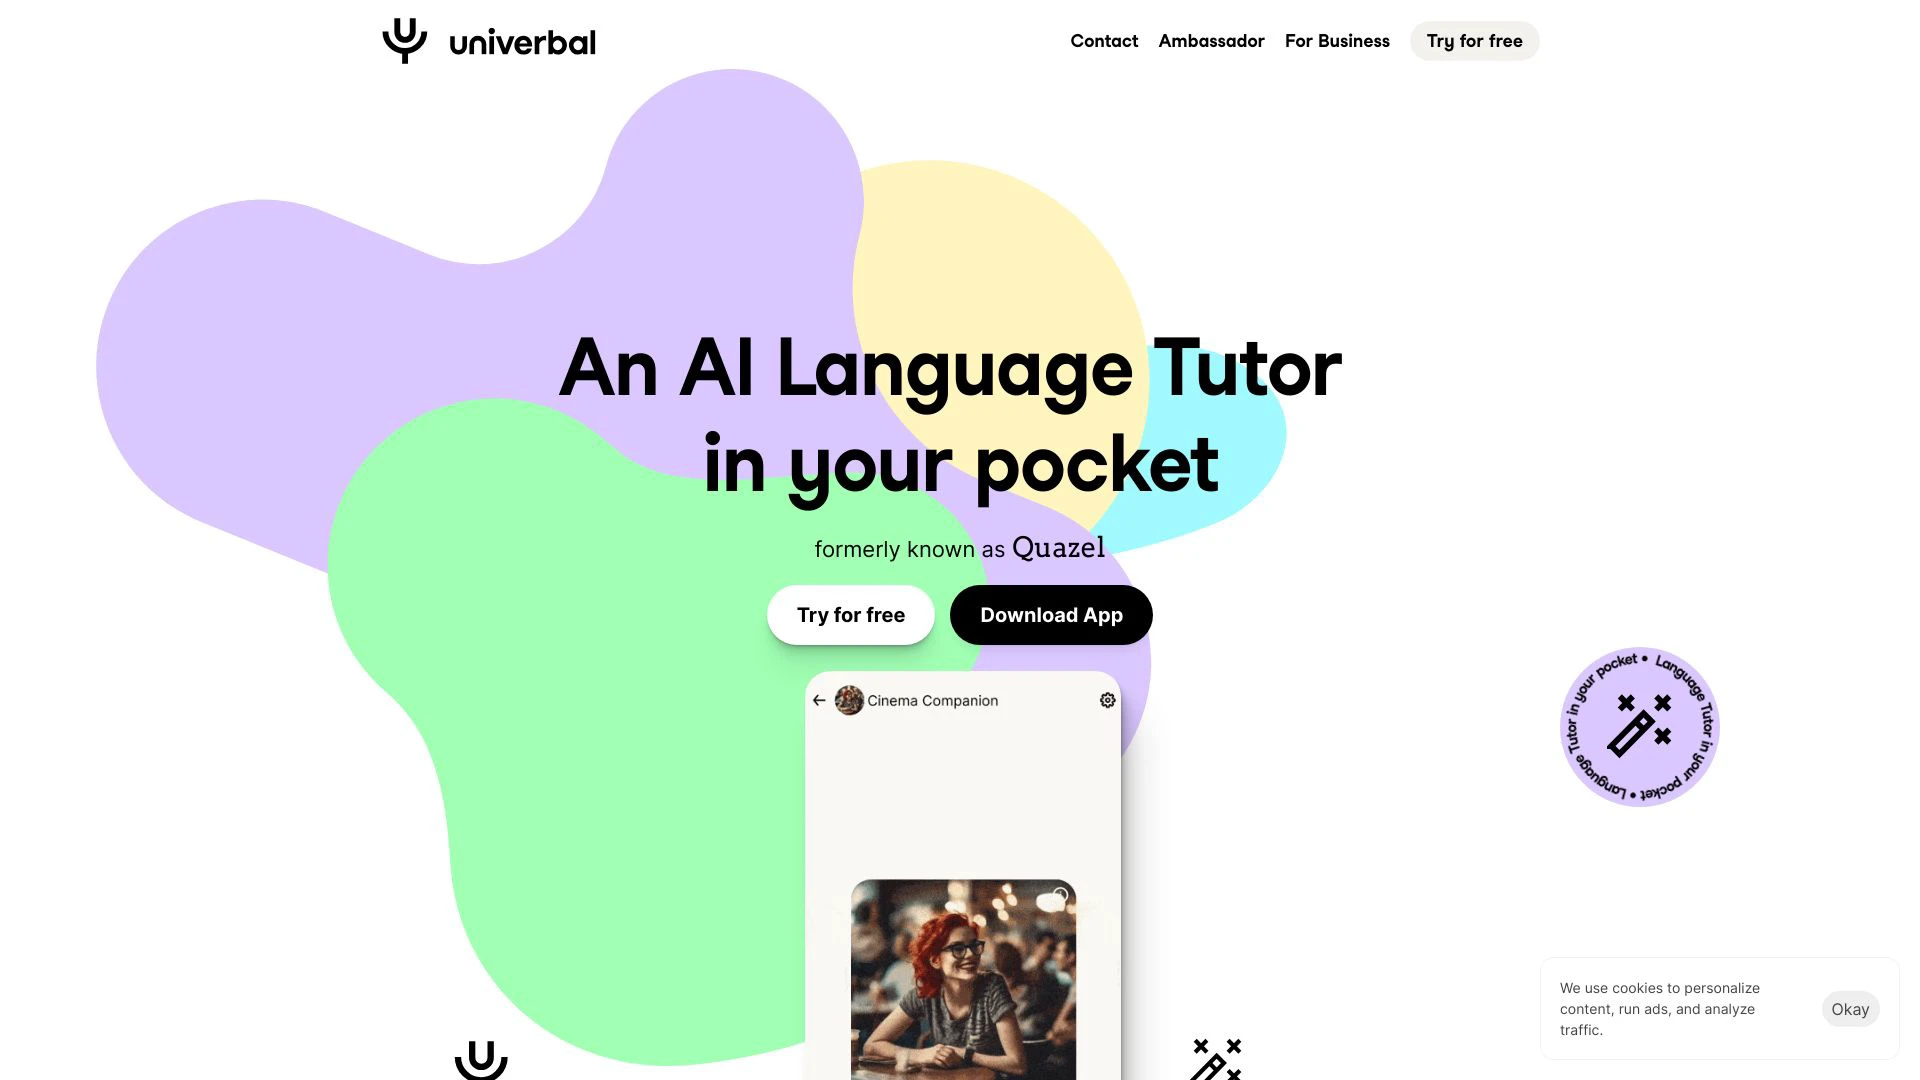 univerbal
Contact
Ambassador
For Business
Try for free
An AI Language Tutor
in your pocket
formerly known as Quazel
Try for free
Download App
Cinema Companion
Language Tutor in your pocket • Language Tutor in your pocket •
We use cookies to personalize
content, run ads, and analyze
traffic.
Okay